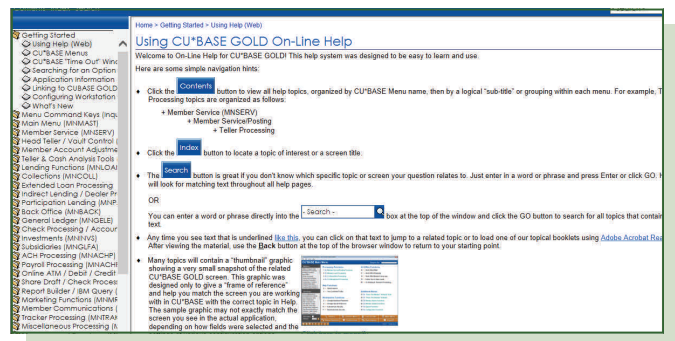 Contents Index Search
Getting Started
Using Help (Web)
CU*BASE Menus
CU*BASE "Time Out" Wind
Searching for an Option
Application Information
Linking to CUBASE GOLD
Configuring Workstation
What's New
Menu Command Keys (Inqu
Main Menu (MNMAST)
Member Service (MNSERV)
Head Teller / Vault Control (
Member Account Adjustme
Teller & Cash Analysis Tools
Lending Functions (MNLOA
Collections (MNCOLL)
Extended Loan Processing
Indirect Lending / Dealer Pr
Participation Lending (MNP
Back Office (MNBACK)
General Ledger (MNGELE)
Check Processing / Accour
Investments (MNINVS)
Subsidiaries (MNGLFA)
ACH Processing (MNACHP)
Payroll Processing (MNACHF
Online ATM / Debit / Credit
Share Draft / Check Proces
Report Builder / IBM Query (
Marketing Functions (MNMR
Member Communications (
Tracker Processing (MNTRAK
Miscellaneous Processing (M
Home > Getting Started > Using Help (Web)
Using CU*BASE GOLD On-Line Help
Welcome to On-Line Help for CU*BASE GOLD! This help system was designed to be easy to learn and use.
Here are some simple navigation hints:
♦ Click the Contents button to view all help topics, organized by CU*BASE Menu name, then by a logical "sub-title" or grouping within each menu. For example, T
Processing topics are organized as follows:
+ Member Service (MNSERV)
+ Member Service/Posting
+ Teller Processing
♦ Click the Index button to locate a topic of interest or a screen title.
♦ The Search button is great if you don't know which specific topic or screen your question relates to. Just enter in a word or phrase and press Enter or click GO. H
will look for matching text throughout all help pages.
OR
You can enter a word or phrase directly into the - Search - box at the top of the window and click the GO button to search for all topics that contain
text.
♦ Any time you see text that is underlined like this, you can click on that text to jump to a related topic or to load one of our topical booklets using Adobe Acrobat Rea
After viewing the material, use the Back button at the top of the browser window to return to your starting point.
♦ Many topics will contain a "thumbnail" graphic
showing a very small snapshot of the related
CU*BASE GOLD screen. This graphic was
designed only to give a "frame of reference"
and help you match the screen you are working
with in CU*BASE with the correct topic in Help.
The sample graphic may not exactly match the
screen you see in the actual application,
depending on how fields were selected and the